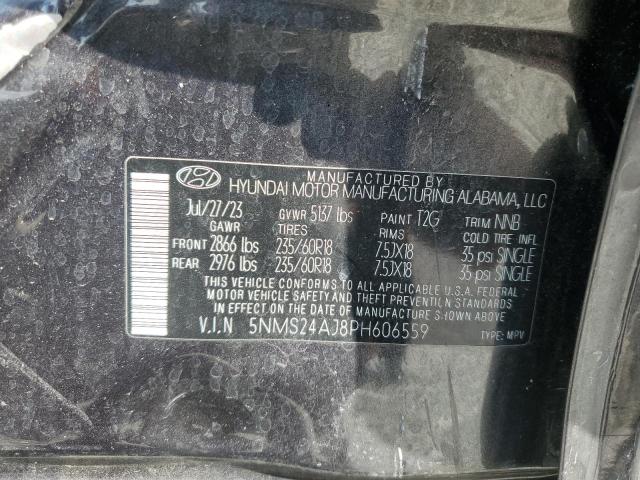 MANUFACTURED BY
HYUNDAI MOTOR MANUFACTURING ALABAMA, LLC
Jul/27/23 GVWR 5137 lbs PAINT T2G TRIM NNB
GAWR TIRES RIMS COLD TIRE INFL
FRONT 2866 lbs 235/60R18 7.5JX18 35 psi SINGLE
REAR 2976 lbs 235/60R18 7.5JX18 35 psi SINGLE
THIS VEHICLE CONFORMS TO ALL APPLICABLE U.S.A. FEDERAL
MOTOR VEHICLE SAFETY AND THEFT PREVENTION STANDARDS
IN EFFECT ON THE DATE OF MANUFACTURE SHOWN ABOVE
V.I.N 5NMS24AJ8PH606559 TYPE: MPV